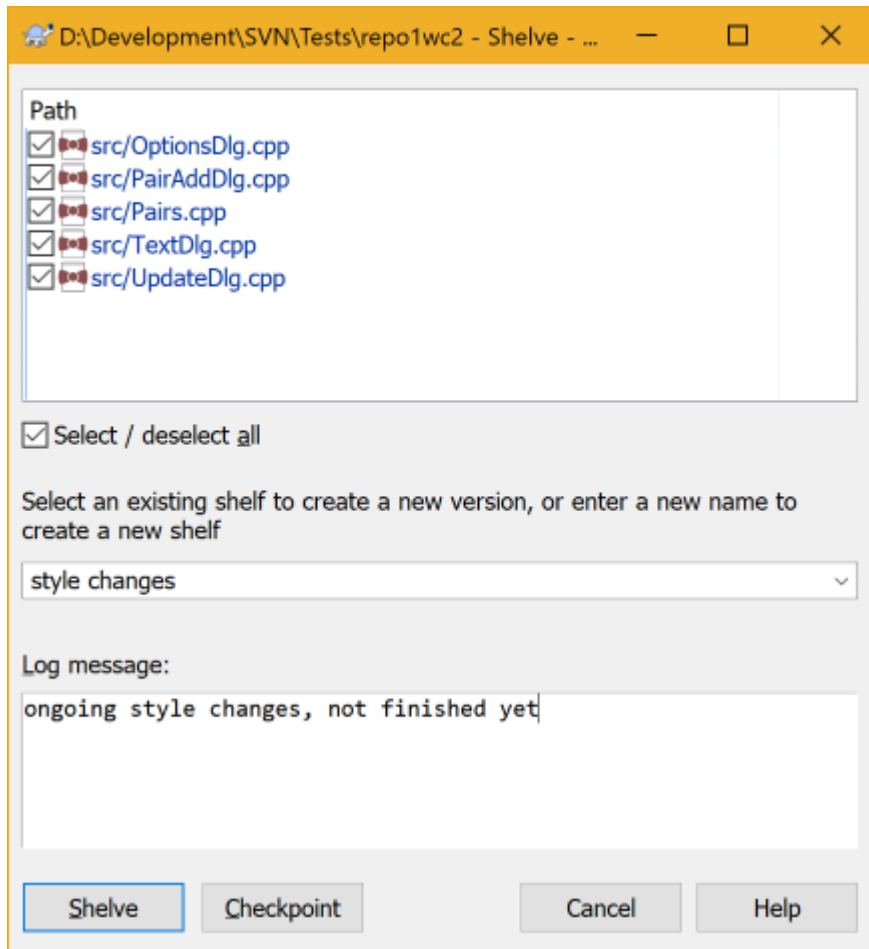 D:\Development\SVN\Tests\repo1wc2 - Shelve - ...
Path
src/OptionsDlg.cpp
src/PairAddDlg.cpp
src/Pairs.cpp
src/TextDlg.cpp
src/UpdateDlg.cpp
Select / deselect all
Select an existing shelf to create a new version, or enter a new name to
create a new shelf
style changes
Log message:
ongoing style changes, not finished yet
Shelve Checkpoint Cancel Help